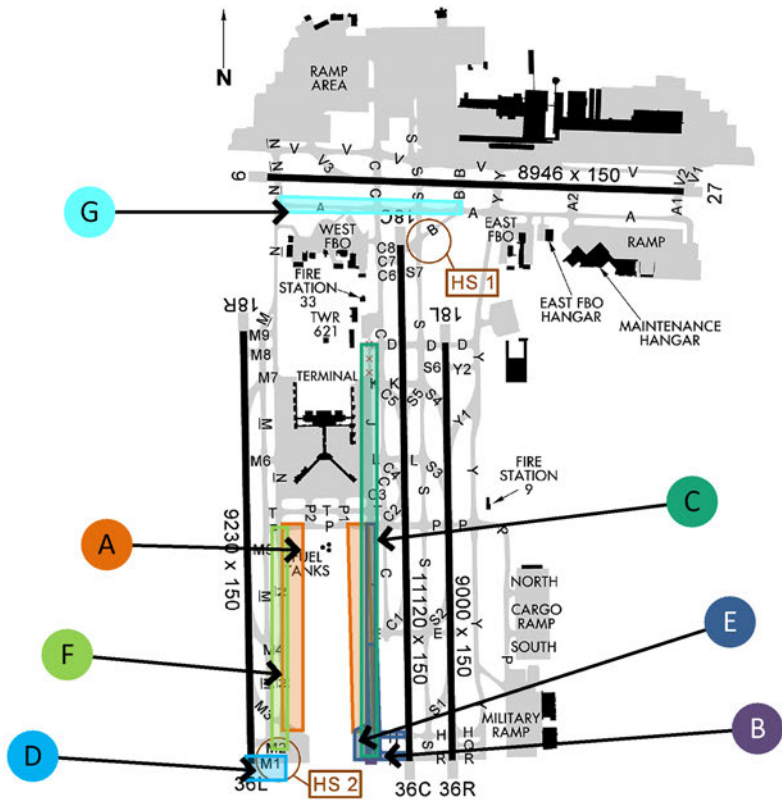 N
RAMP
AREA
N
V
V
C
V
S
V3
N
C
S
V
B
Y
8946 x 150
V
V2
V1
9
N
C
S
B
Y
27
A
18C
A
A2
A
A1
G
N
WEST
FBO
C8
C7
C6
B
S7
HS 1
EAST
FBO
RAMP
FIRE
STATION
33
EAST FBO
HANGAR
MAINTENANCE
HANGAR
18R
TWR
621
S
18L
M
M9
M8
C
D
D
D
Y
M7
TERMINAL
X
X
K
K
S6
Y2
C5
S5
S4
M
J
Y1
M6
N
L
C4
L
S3
Y
C
C3
S
FIRE
STATION
9
C
9230 x 150
T
P2
T
P1
C2
A
P
P
P
R
FUEL
TANKS
C
S
11120 x 150
9000 x 150
NORTH
CARGO
RAMP
SOUTH
E
M
N
C1
S2
E
Y
P
F
M4
M3
S1
MILITARY
RAMP
M2
H
H
H
B
D
M1
S
R
R
HS 2
36L
36C
36R